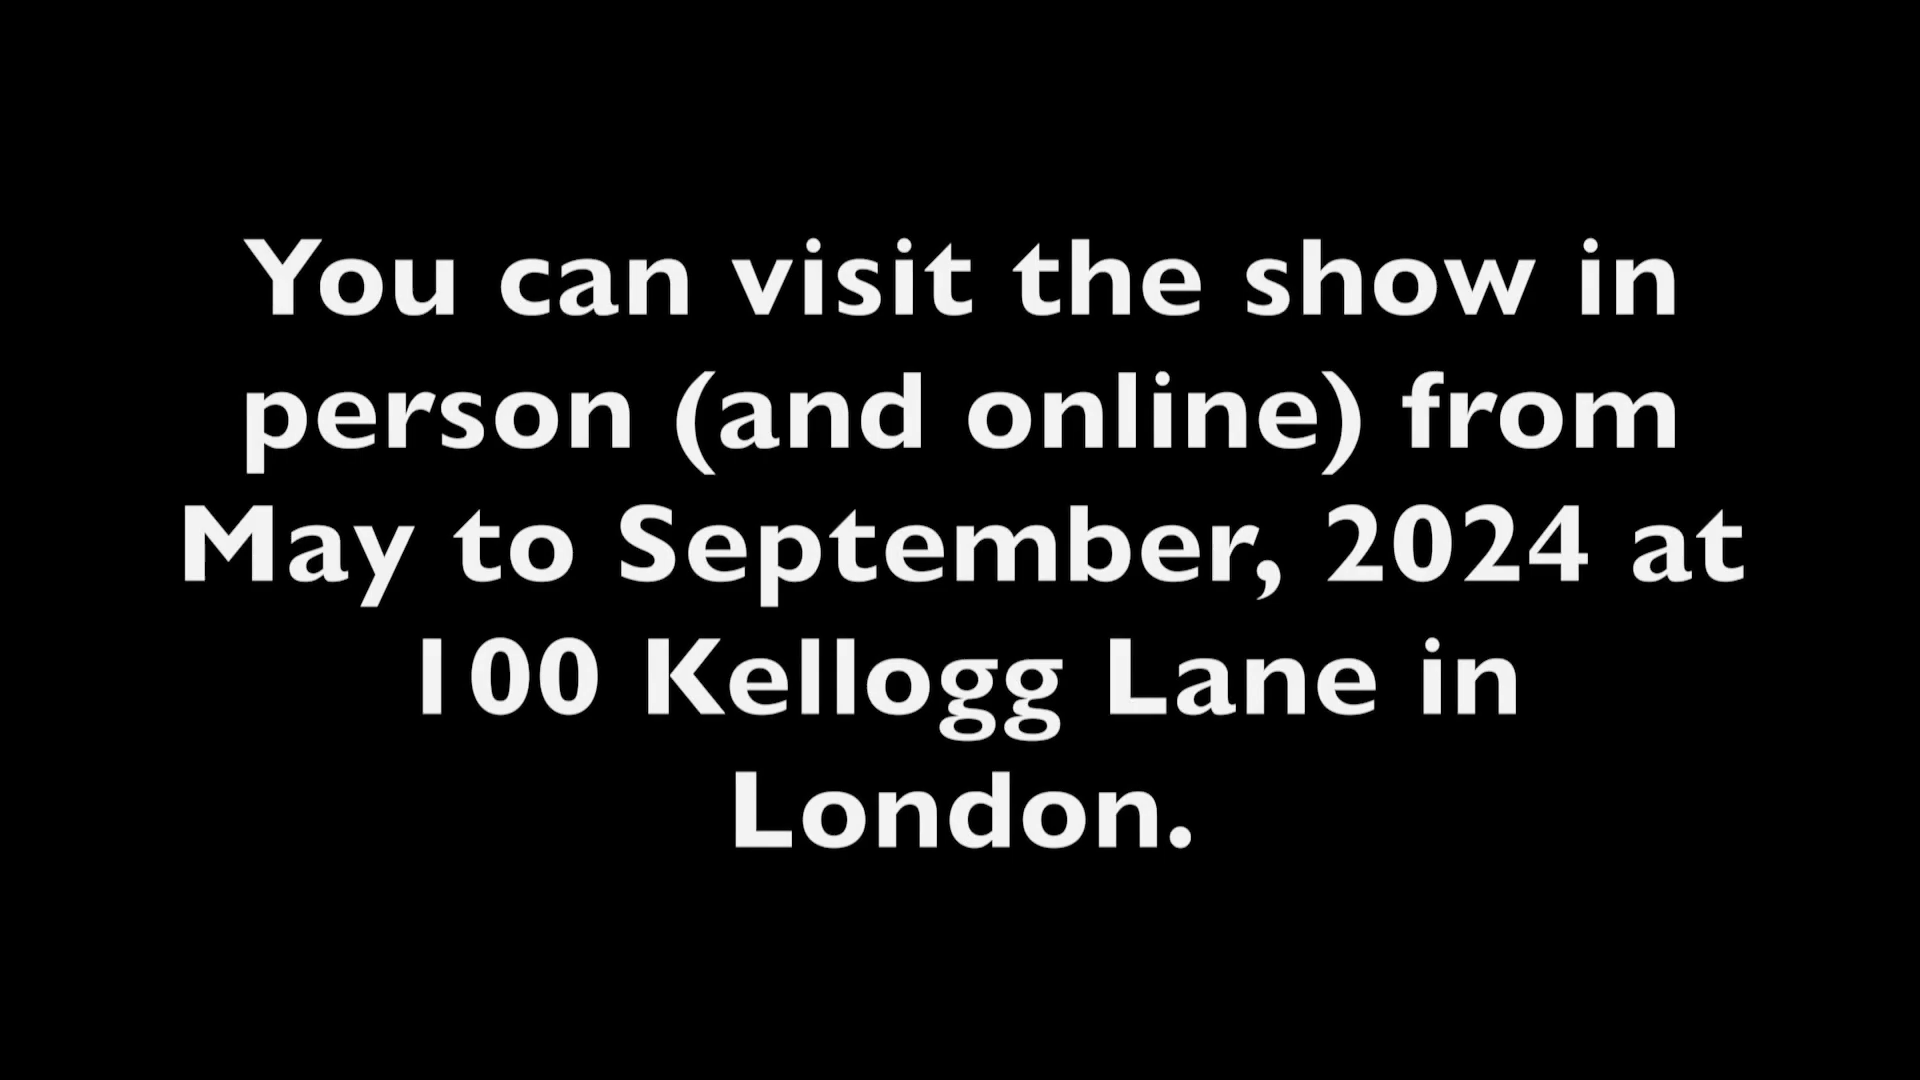 You can visit the show in
person (and online) from
May to September, 2024 at
100 Kellogg Lane in
London.